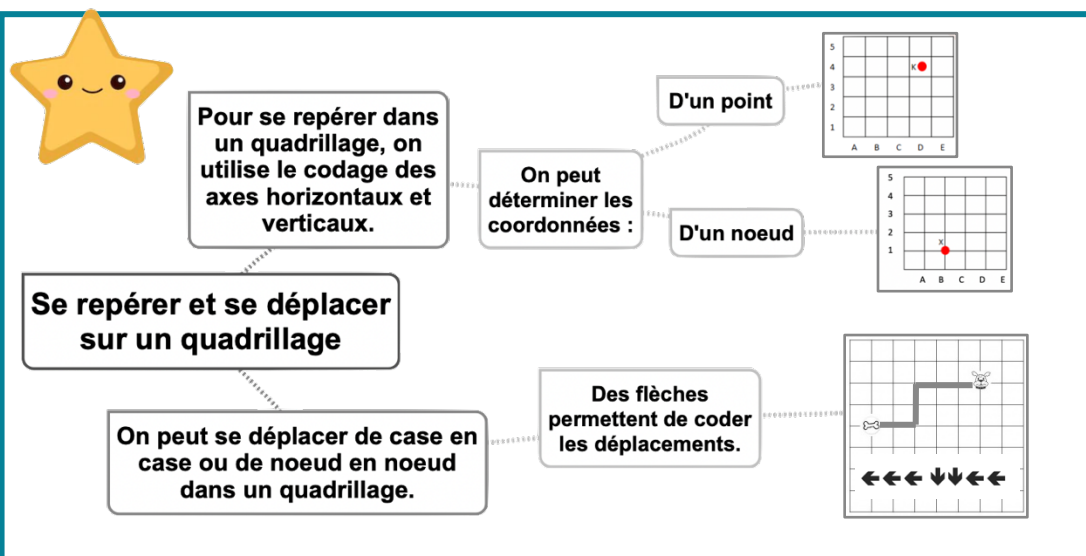 Pour se repérer dans
un quadrillage, on
utilise le codage des
axes horizontaux et
verticaux.
On peut
déterminer les
coordonnées :
D'un point
5
4
K
3
2
1
A B C D E
D'un noeud
5
4
3
2
X
1
A B C D E
Se repérer et se déplacer
sur un quadrillage
On peut se déplacer de case en
case ou de noeud en noeud
dans un quadrillage.
Des flèches
permettent de coder
les déplacements.